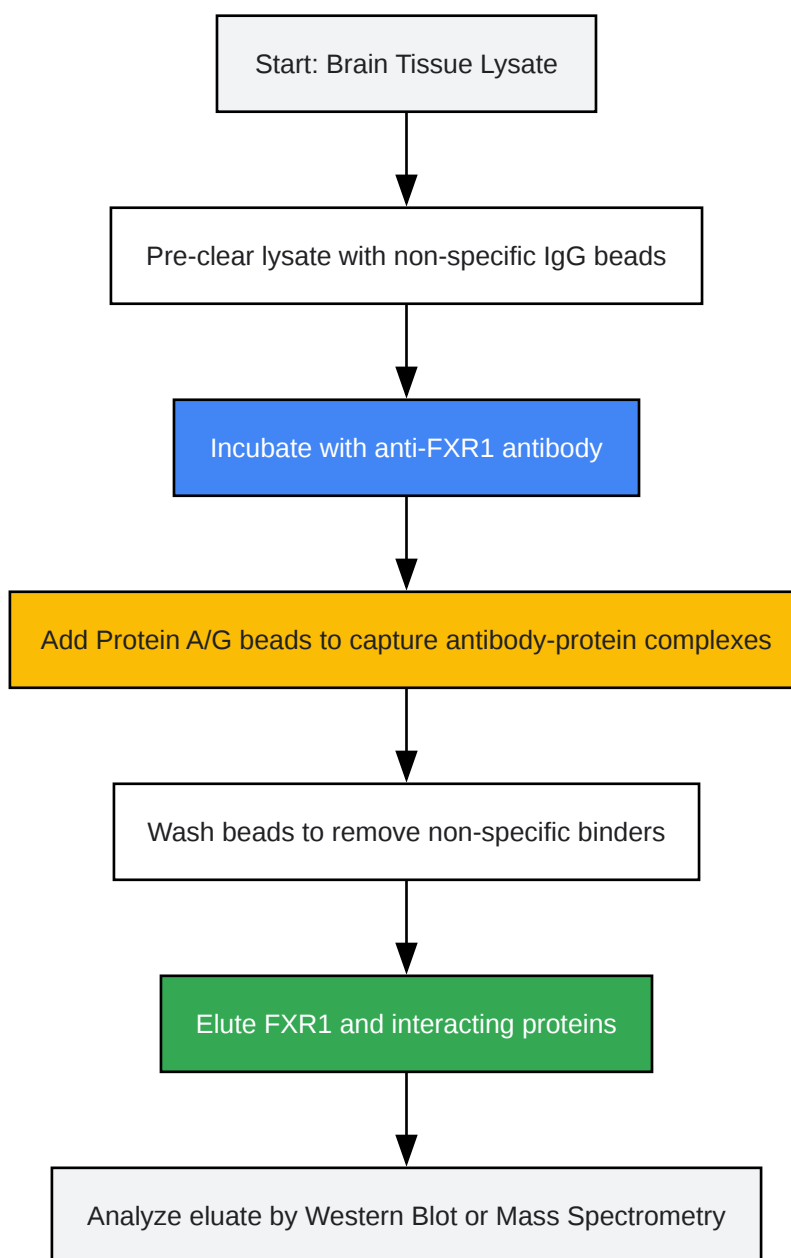 Start: Brain Tissue Lysate
Pre-clear lysate with non-specific IgG beads
Incubate with anti-FXR1 antibody
Add Protein A/G beads to capture antibody-protein complexes
Wash beads to remove non-specific binders
Elute FXR1 and interacting proteins
Analyze eluate by Western Blot or Mass Spectrometry